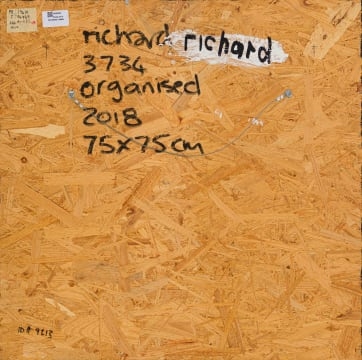 richard richard
3734
organised
2018
75x75cm